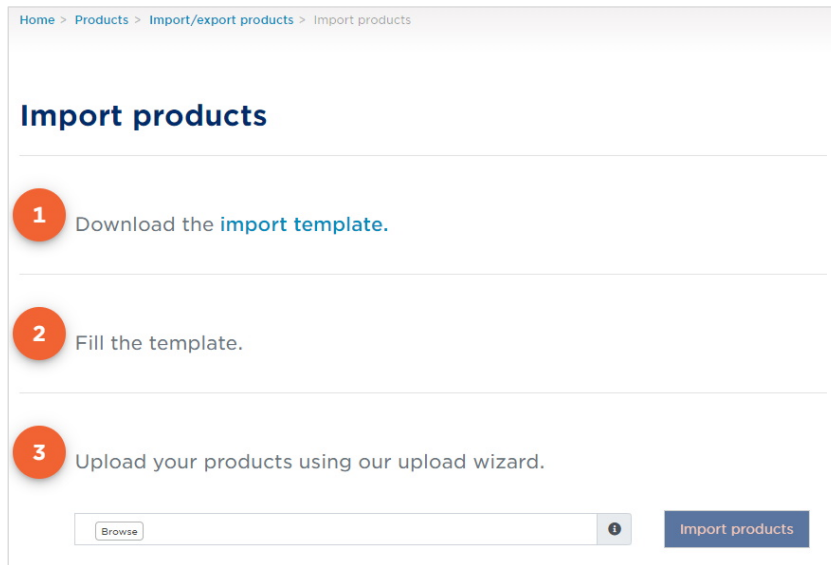 Home > Products > Import/export products > Import products
Import products
1
Download the import template.
2
Fill the template.
3
Upload your products using our upload wizard.
Browse
Import products